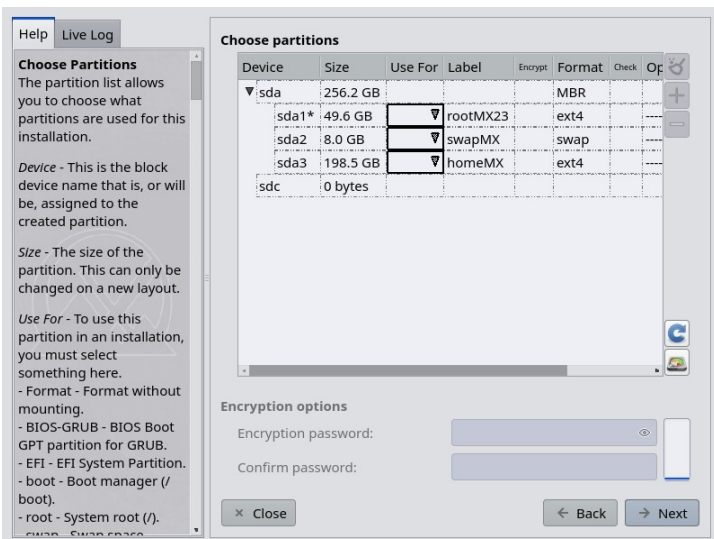 Help Live Log
Choose Partitions
The partition list allows
you to choose what
partitions are used for this
installation.
Device - This is the block
device name that is, or will
be, assigned to the
created partition.
Size - The size of the
partition. This can only be
changed on a new layout.
Use For - To use this
partition in an installation,
you must select
something here.
- Format - Format without
mounting.
- BIOS-GRUB - BIOS Boot
GPT partition for GRUB.
- EFI - EFI System Partition.
- boot - Boot manager (/
boot).
- root - System root (/).
- swap - Swap space
Choose partitions
Device Size Use For Label Encrypt Format Check Op
sda 256.2 GB MBR
sda1* 49.6 GB rootMX23 ext4 ----
sda2 8.0 GB swapMX swap ----
sda3 198.5 GB homeMX ext4 ----
sdc 0 bytes
Encryption options
Encryption password:
Confirm password:
× Close
← Back
→ Next